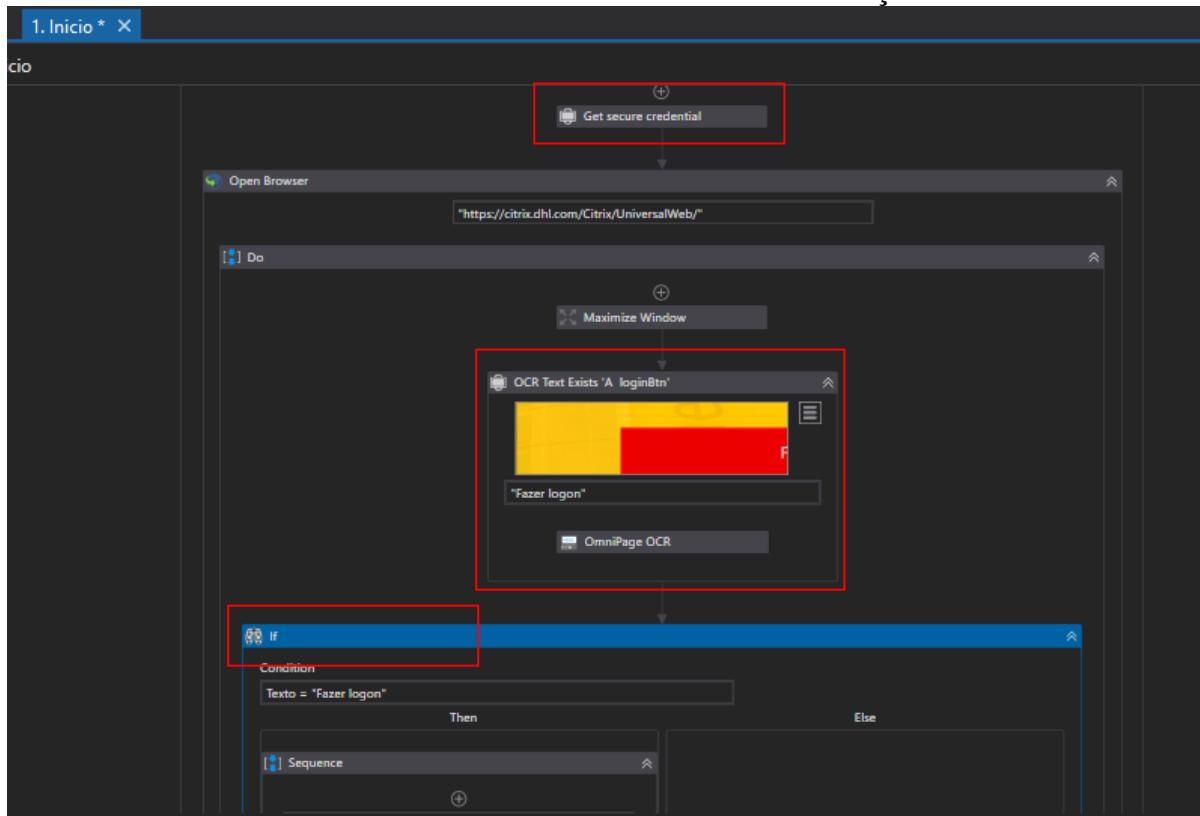 1. Inicio *
cio
Get secure credential
Open Browser
"https://citrix.dhl.com/Citrix/UniversalWeb/"
Do
Maximize Window
OCR Text Exists 'A loginBtn'
F
"Fazer logon"
OmniPage OCR
If
Condition
Texto = "Fazer logon"
Then Else
Sequence